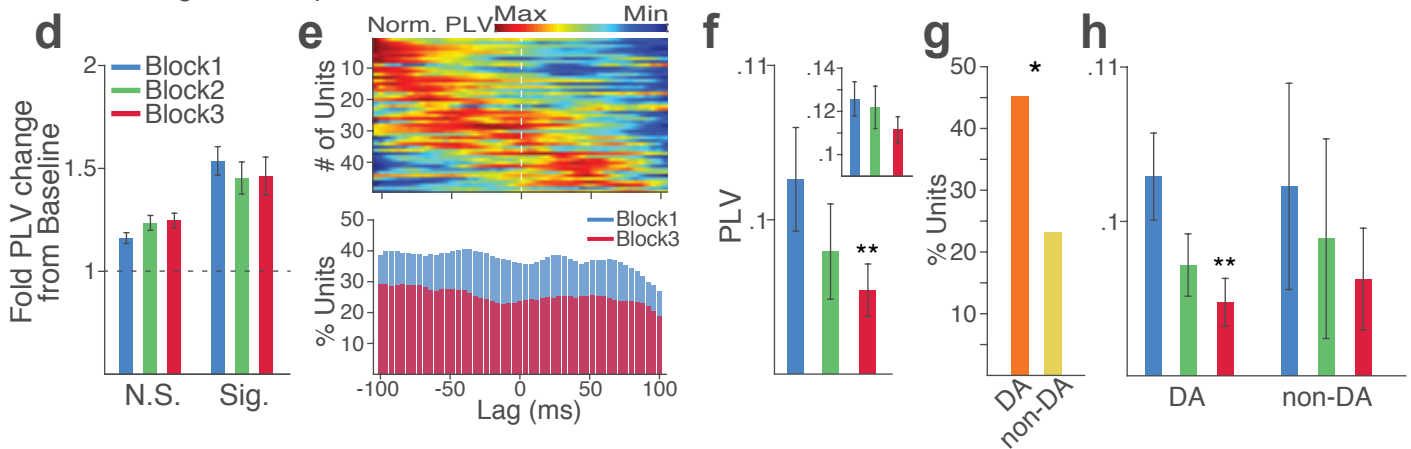 d
2
1.5
1
Fold PLV change
from Baseline
Block1
Block2
Block3
N.S.
Sig.
e
Norm. PLV
Max
Min
10
20
30
40
# of Units
50
40
30
20
10
% Units
Block1
Block3
-100
-50
0
50
100
Lag (ms)
f
.11
.1
PLV
**
.14
.12
.1
g
50
40
30
20
10
% Units
*
DA
non-DA
h
.11
.1
**
DA
non-DA